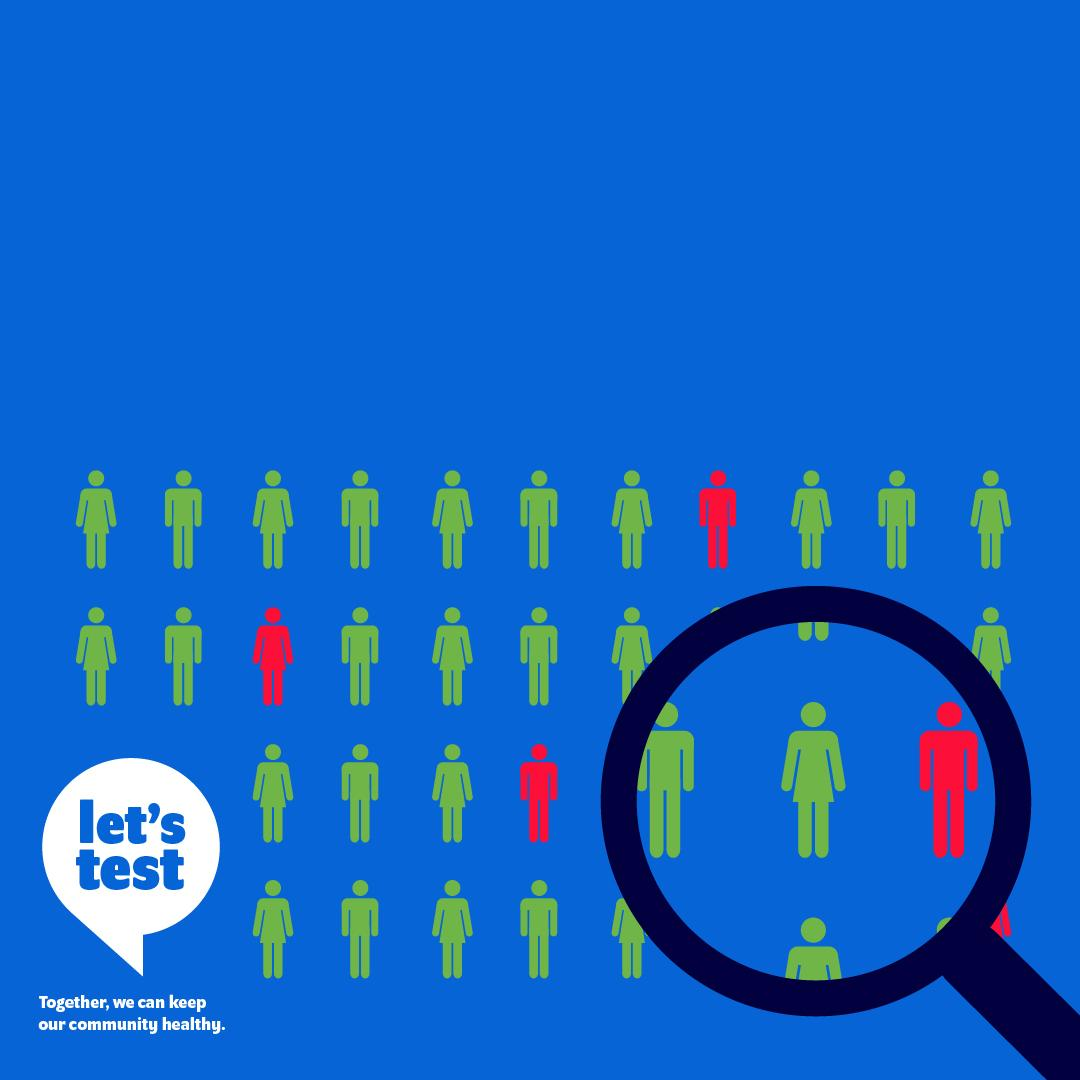 let's
test
Together, we can keep
our community healthy.